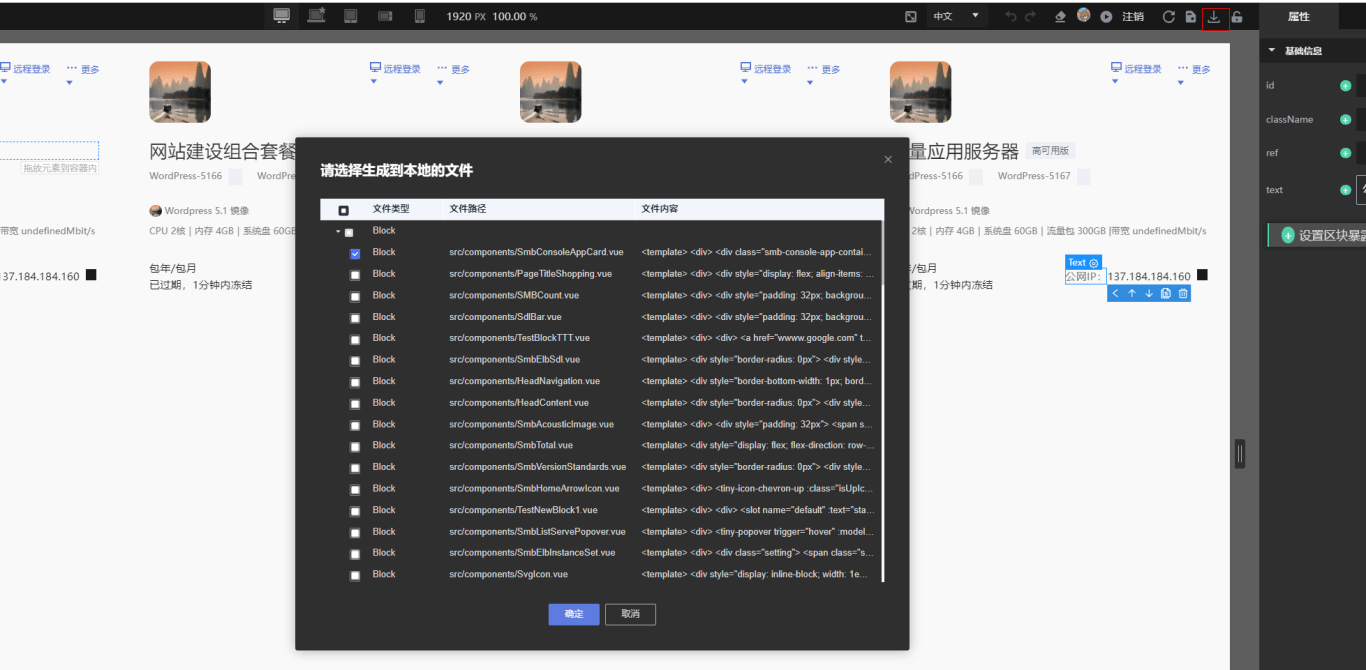 1920 PX 100.00 %
中文
注销
属性
基础信息
id
className
ref
text
设置区块暴露
远程登录 ··· 更多
远程登录 ··· 更多
远程登录 ··· 更多
远程登录 ··· 更多
拖放元素到容器内
网站建设组合套餐
WordPress-5166
Wordpress 5.1 镜像
带宽 undefinedMbit/s
CPU 2核 | 内存 4GB | 系统盘 60GB
包年/包月
已过期，1分钟内冻结
137.184.184.160
量应用服务器 高可用版
dPress-5166 WordPress-5167
Wordpress 5.1 镜像
2核 | 内存 4GB | 系统盘 60GB | 流量包 300GB |带宽 undefinedMbit/s
/包月
期，1分钟内冻结
Text
公网IP： 137.184.184.160
请选择生成到本地的文件
文件类型 文件路径 文件内容
Block
Block src/components/SmbConsoleAppCard.vue <template> <div> <div class="smb-console-app-contai...
Block src/components/PageTitleShopping.vue <template> <div> <div style="display: flex; align-items: ...
Block src/components/SMBCount.vue <template> <div> <div style="padding: 32px; backgrou...
Block src/components/SdlBar.vue <template> <div> <div style="padding: 32px; backgrou...
Block src/components/TestBlockTTT.vue <template> <div> <div> <a href="wwww.google.com" t...
Block src/components/SmbElbSdl.vue <template> <div style="border-radius: 0px"> <div style...
Block src/components/HeadNavigation.vue <template> <div style="border-bottom-width: 1px; bord...
Block src/components/HeadContent.vue <template> <div style="border-radius: 0px"> <div style...
Block src/components/SmbAcousticImage.vue <template> <div> <div style="padding: 32px"> <span s...
Block src/components/SmbTotal.vue <template> <div style="display: flex; flex-direction: row-...
Block src/components/SmbVersionStandards.vue <template> <div style="border-radius: 0px"> <div style...
Block src/components/SmbHomeArrowIcon.vue <template> <div> <tiny-icon-chevron-up :class="isUpIc...
Block src/components/TestNewBlock1.vue <template> <div> <div> <slot name="default" :text="sta...
Block src/components/SmbListServePopover.vue <template> <div> <tiny-popover trigger="hover" :model...
Block src/components/SmbElbInstanceSet.vue <template> <div> <div class="setting"> <span class="s...
Block src/components/SvgIcon.vue <template> <div style="display: inline-block; width: 1e...
确定 取消